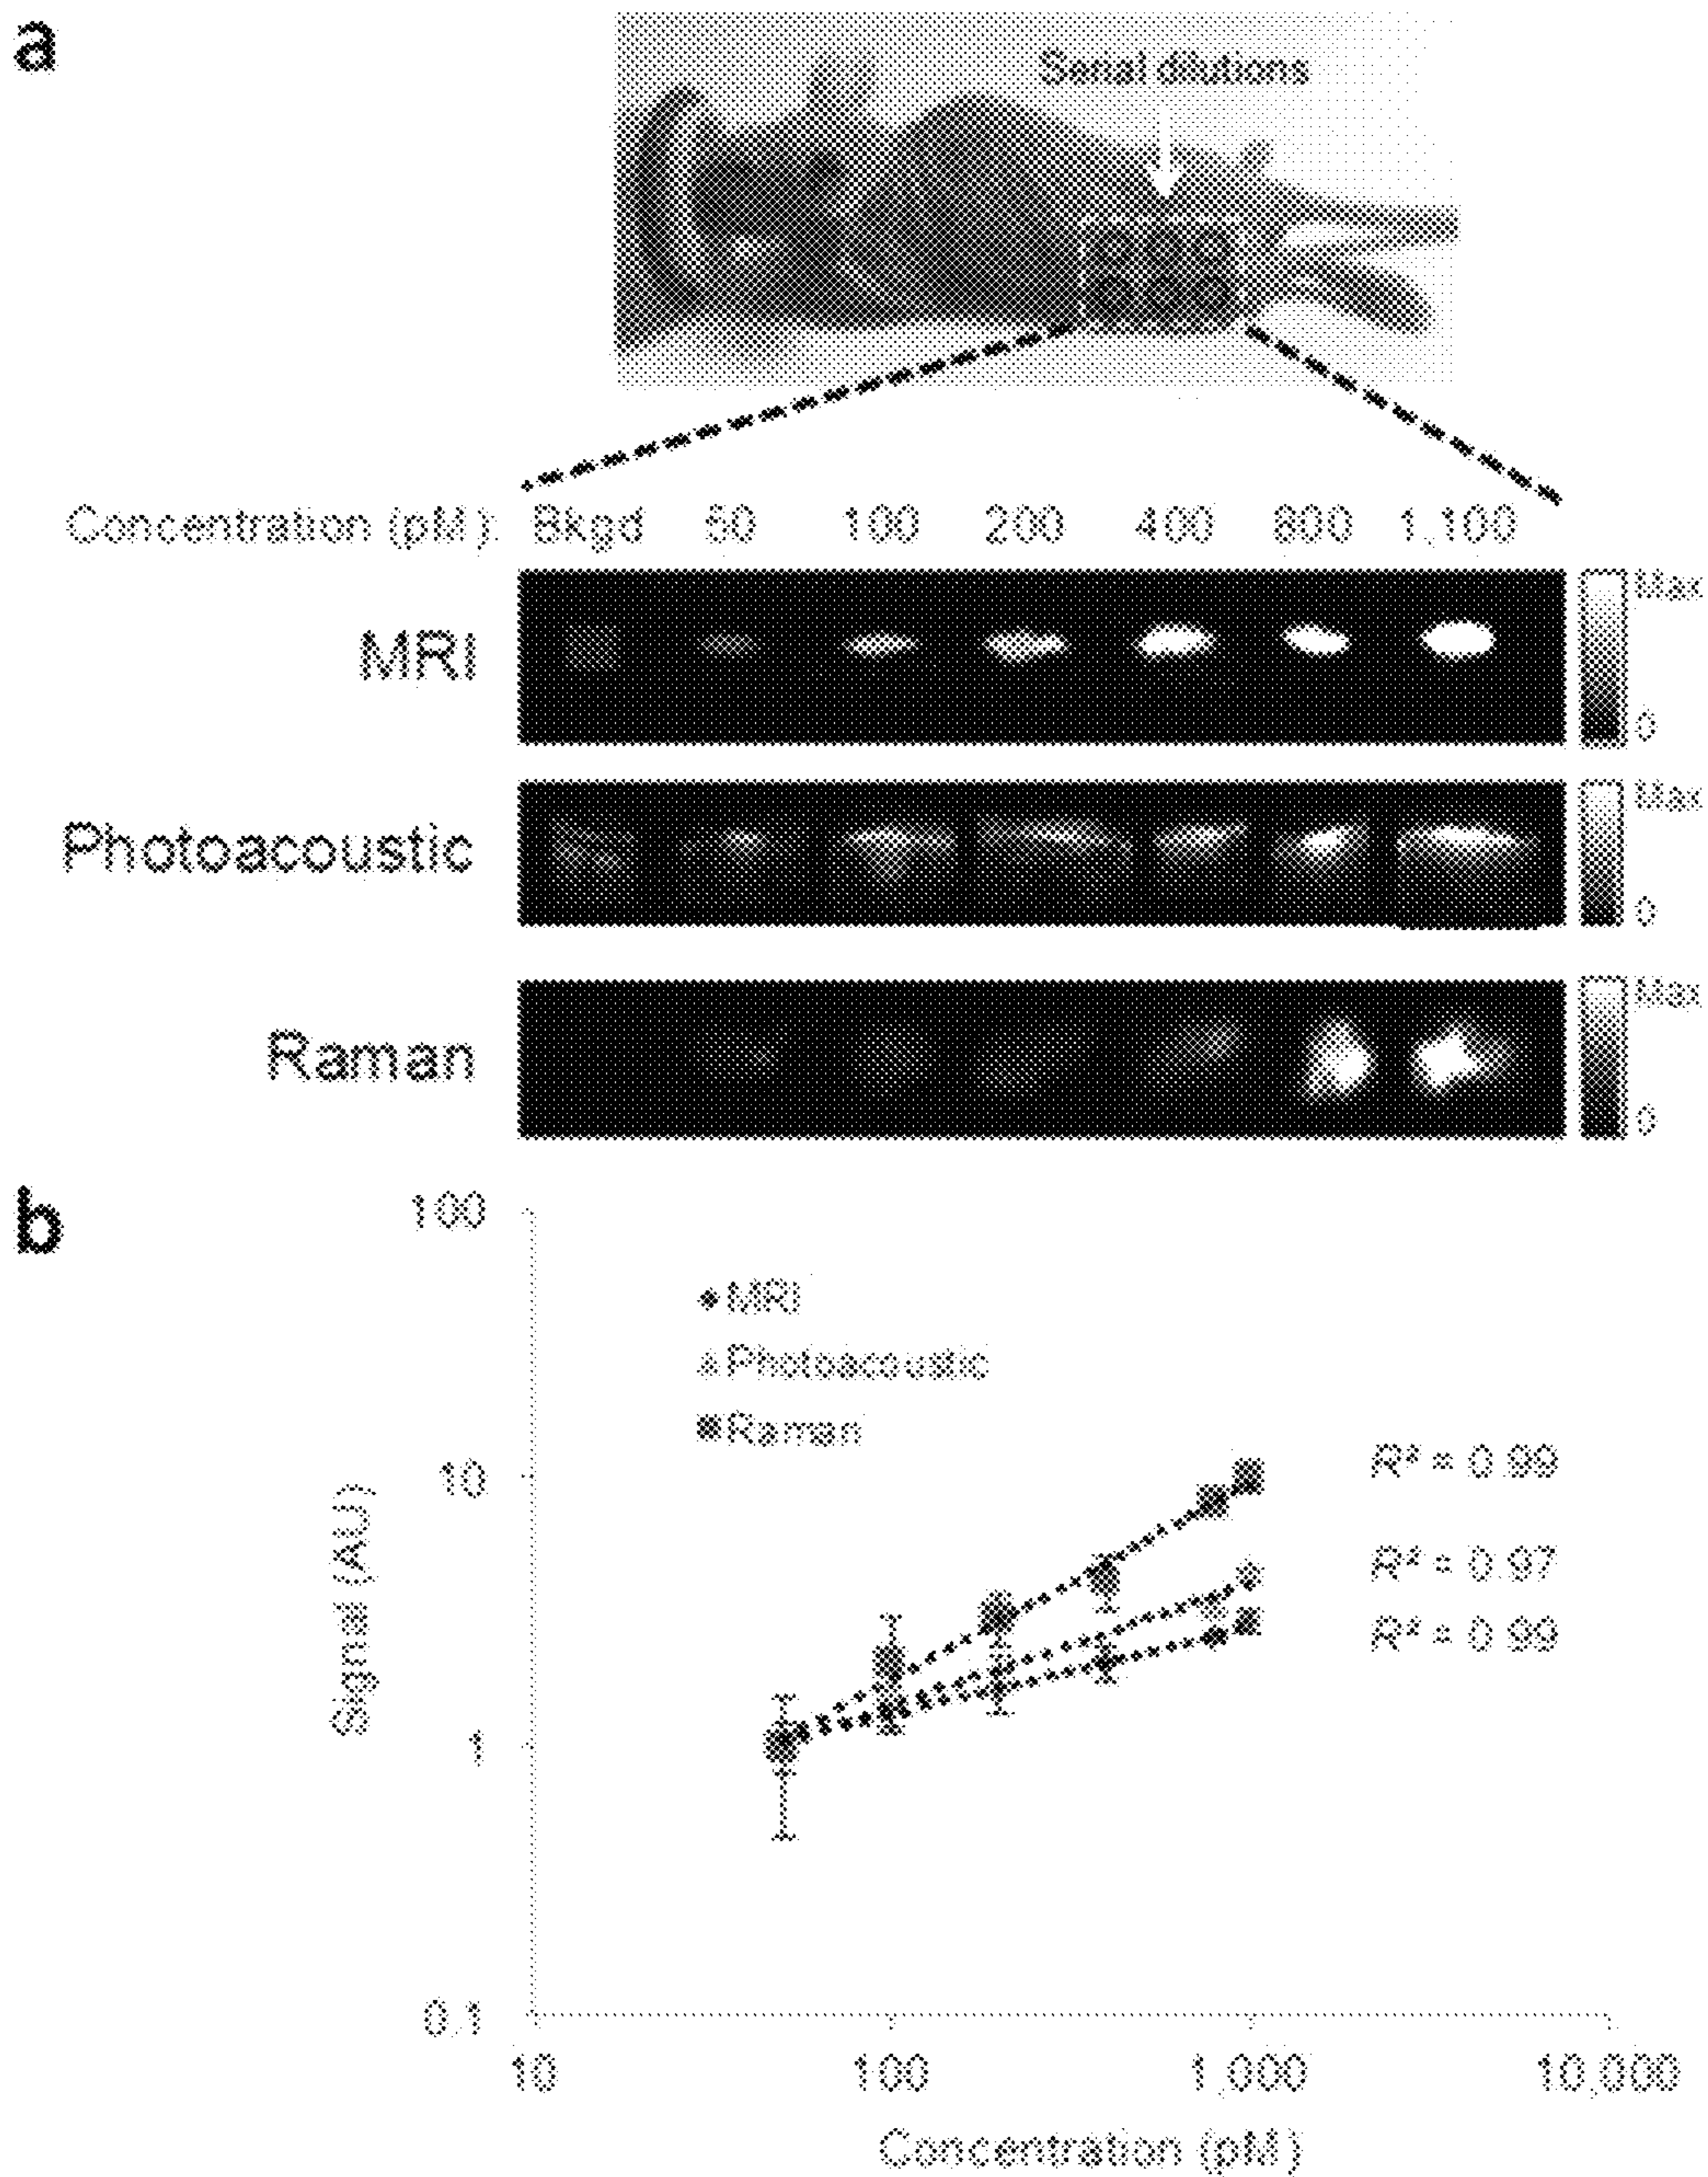 a
Serial dilutions
Concentration (pM): Bkgd 50 100 200 400 800 1,100
MRI
Max
0
Photoacoustic
Max
0
Raman
Max
0
b
100
10
1
0.1
Signal (AU)
MRI
Photoacoustic
Raman
R² = 0.99
R² = 0.97
R² = 0.99
10 100 1,000 10,000
Concentration (pM)